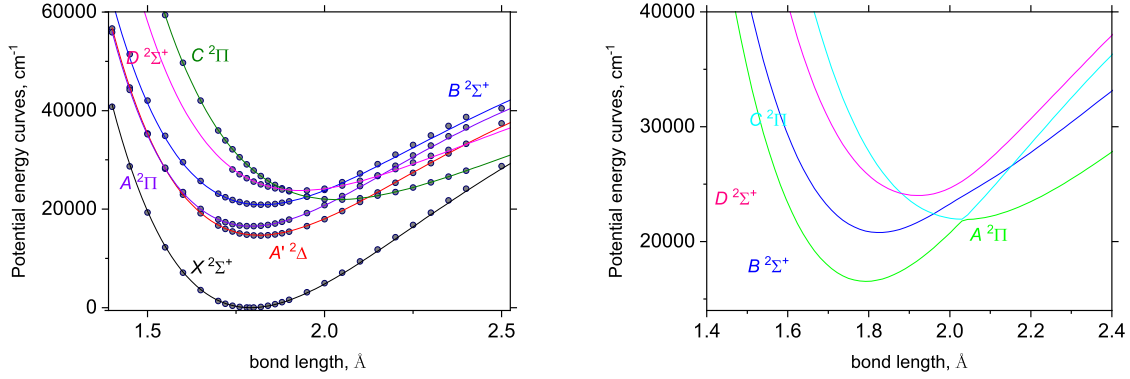 60000
40000
20000
0
Potential energy curves, cm⁻¹
D ²Σ⁺
C ²Π
B ²Σ⁺
A ²Π
X ²Σ⁺
A' ²Δ
1.5 2.0 2.5
bond length, Å
40000
30000
20000
Potential energy curves, cm⁻¹
C ²Π
D ²Σ⁺
A ²Π
B ²Σ⁺
1.4 1.6 1.8 2.0 2.2 2.4
bond length, Å